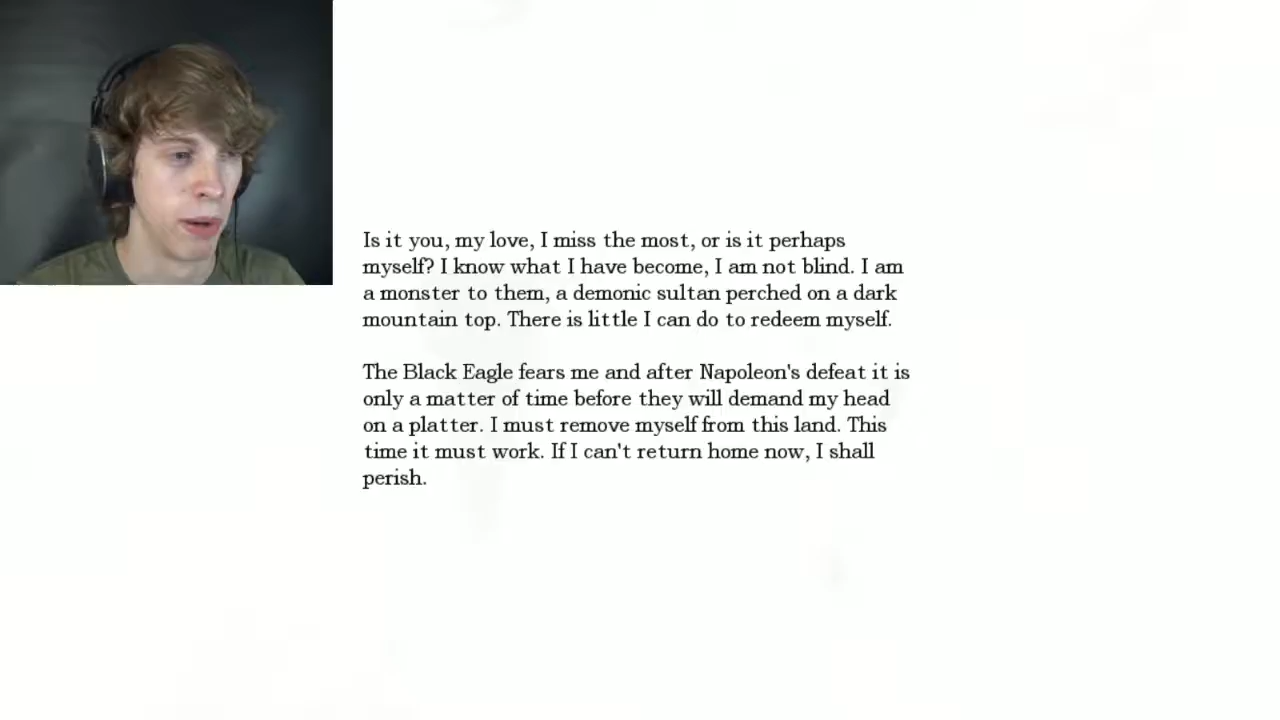 Is it you, my love, I miss the most, or is it perhaps
myself? I know what I have become, I am not blind. I am
a monster to them, a demonic sultan perched on a dark
mountain top. There is little I can do to redeem myself.
The Black Eagle fears me and after Napoleon's defeat it is
only a matter of time before they will demand my head
on a platter. I must remove myself from this land. This
time it must work. If I can't return home now, I shall
perish.